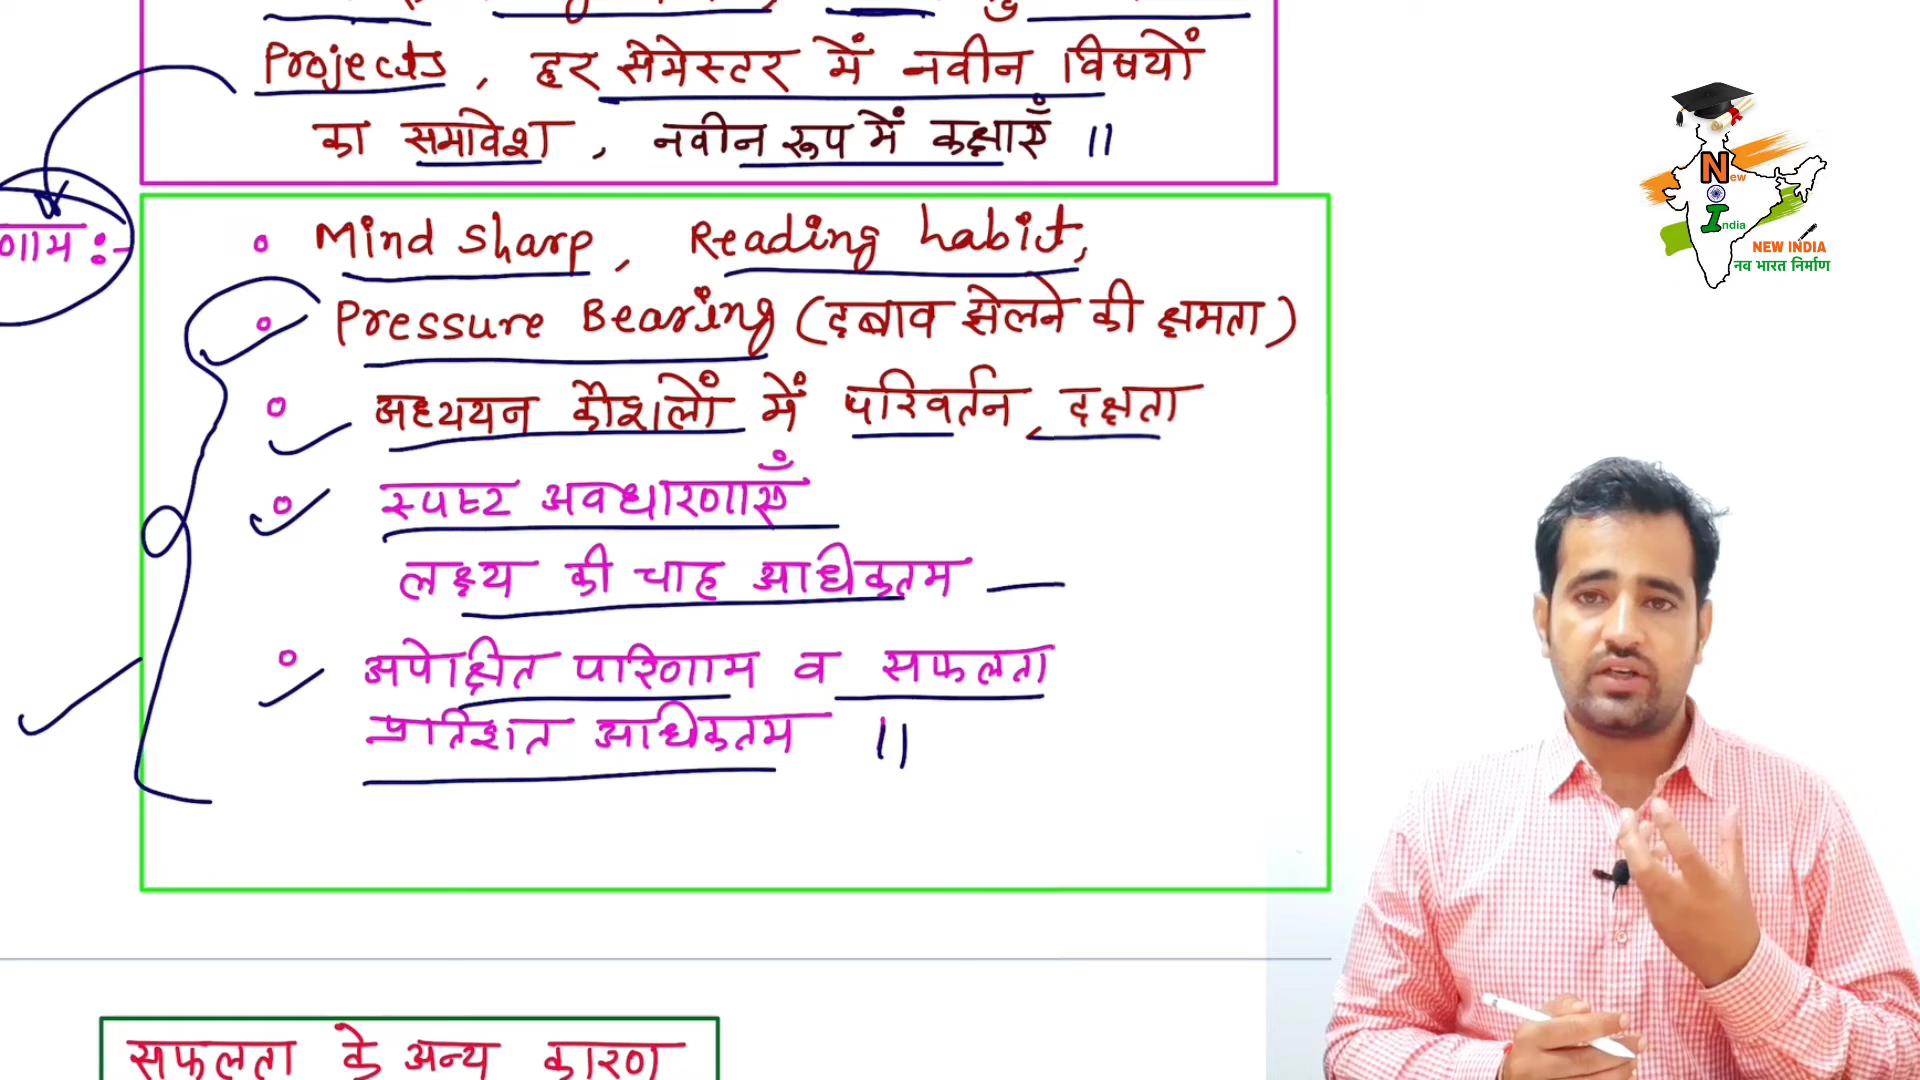 Projects, हर सेमेस्टर में नवीन विषयों
का समावेश, नवीन रूप में कक्षाएँ ॥
Mind Sharp, Reading habit,
Pressure Bearing (दबाव झेलने की क्षमता)
अध्ययन कौशलों में परिवर्तन, दक्षता
स्पष्ट अवधारणाएँ
लक्ष्य की चाह अधिकतम —
अपेक्षित परिणाम व सफलता
प्रतिशत अधिकतम ॥
सफलता के अन्य कारण
New
India
NEW INDIA
नव भारत निर्माण